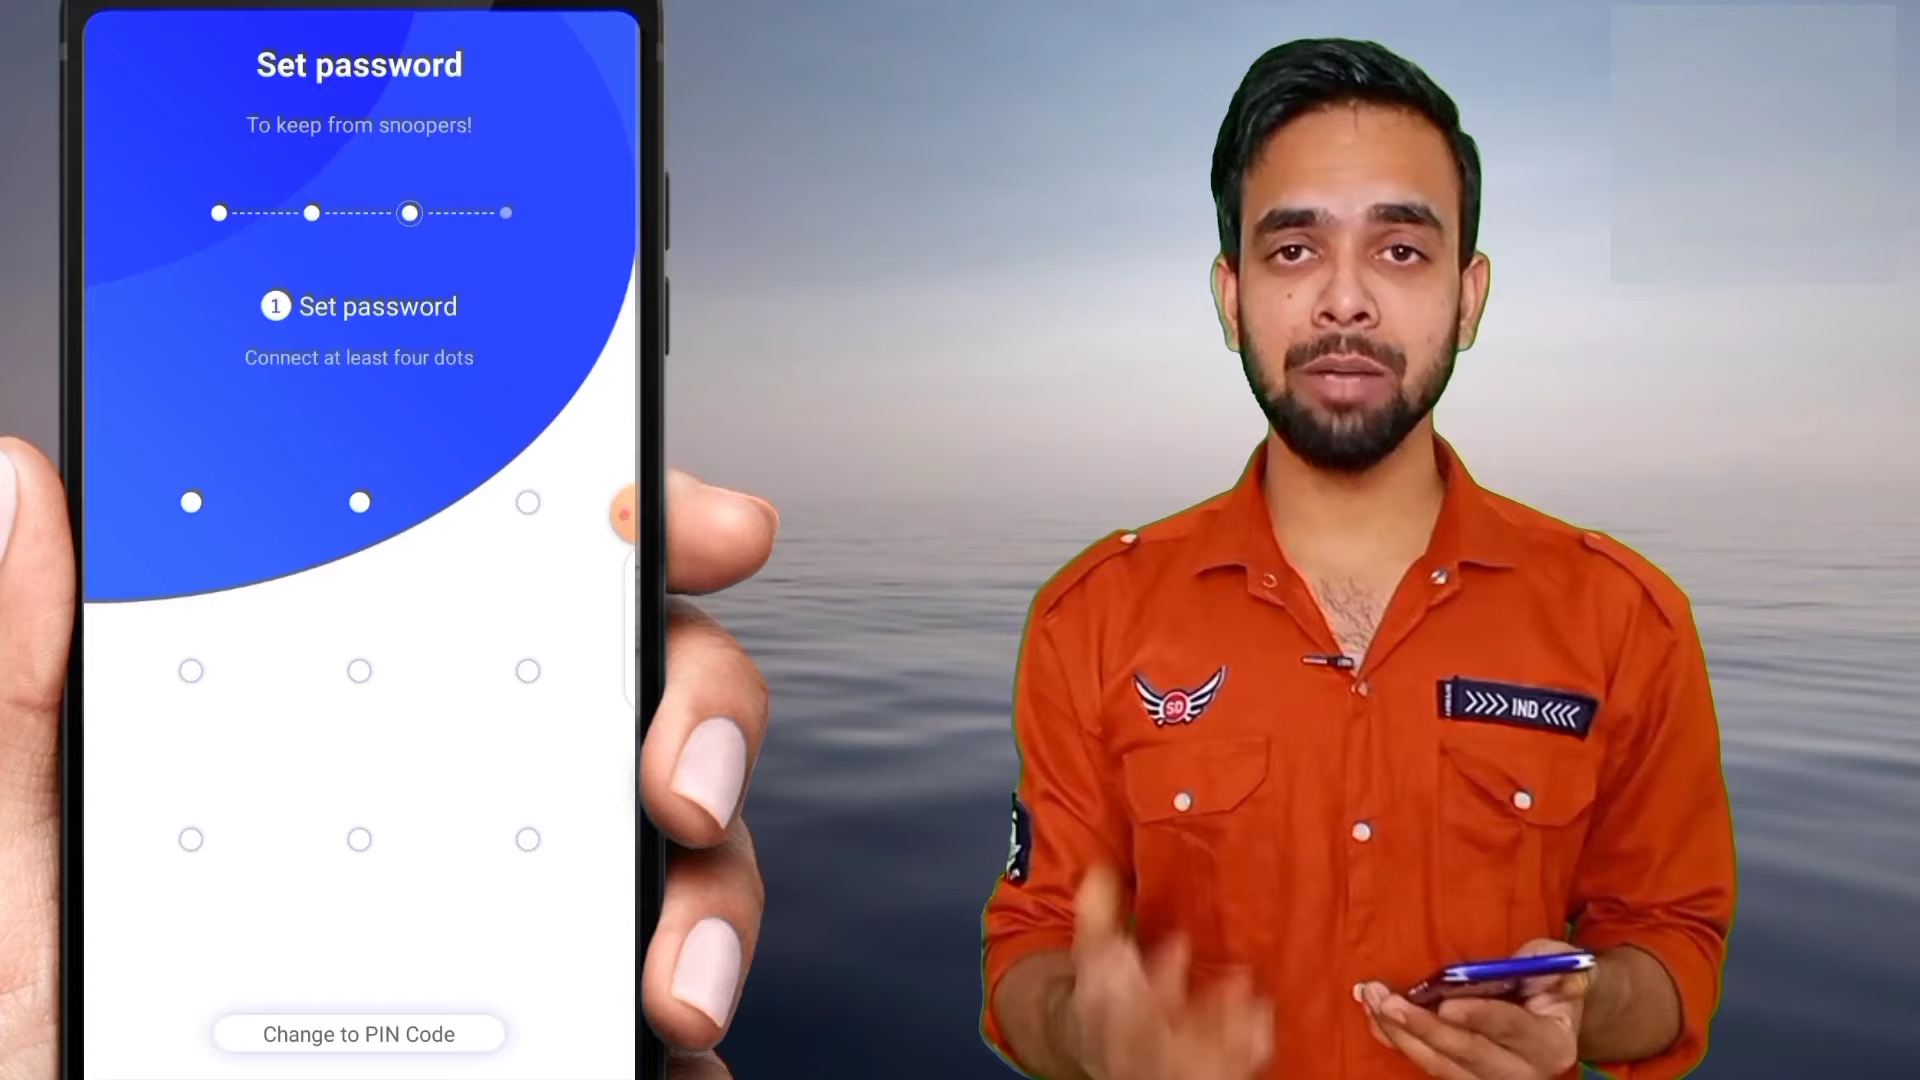 Set password
To keep from snoopers!
1 Set password
Connect at least four dots
Change to PIN Code
SD
IND